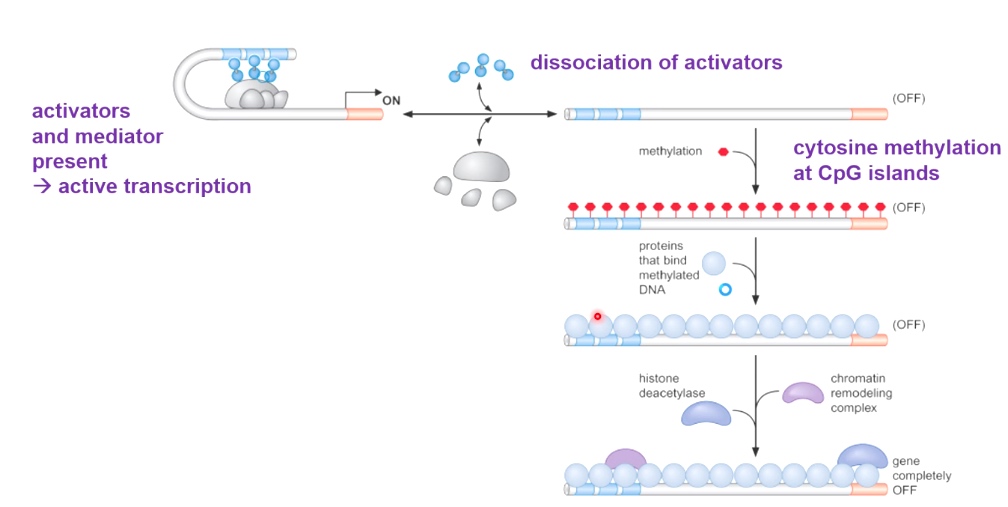 dissociation of activators
ON
(OFF)
activators
and mediator
present
→ active transcription
methylation
cytosine methylation
at CpG islands
(OFF)
proteins
that bind
methylated
DNA
(OFF)
histone
deacetylase
chromatin
remodeling
complex
gene
completely
OFF